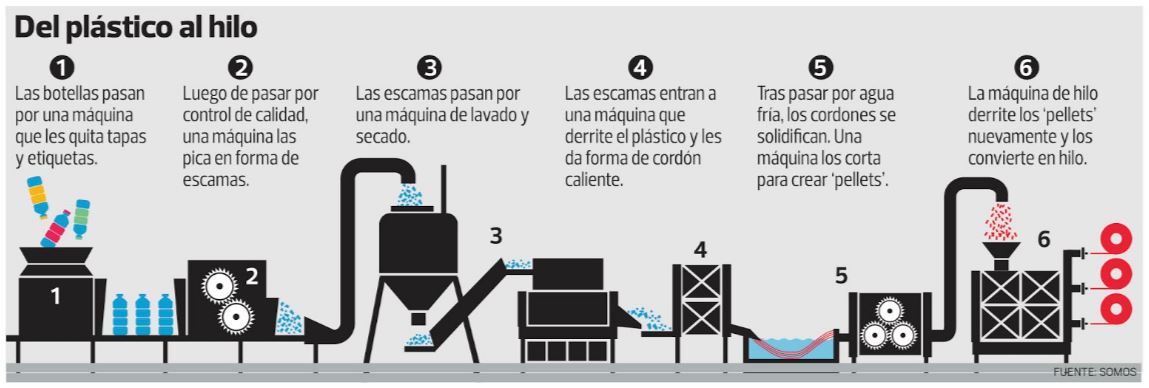 Del plástico al hilo
1
Las botellas pasan
por una máquina
que les quita tapas
y etiquetas.
2
Luego de pasar por
control de calidad,
una máquina las
pica en forma de
escamas.
3
Las escamas pasan por
una máquina de lavado y
secado.
4
Las escamas entran a
una máquina que
derrite el plástico y les
da forma de cordón
caliente.
5
Tras pasar por agua
fría, los cordones se
solidifican. Una
máquina los corta
para crear ‘pellets’.
6
La máquina de hilo
derrite los ‘pellets’
nuevamente y los
convierte en hilo.
1
2
3
4
5
6
FUENTE: SOMOS